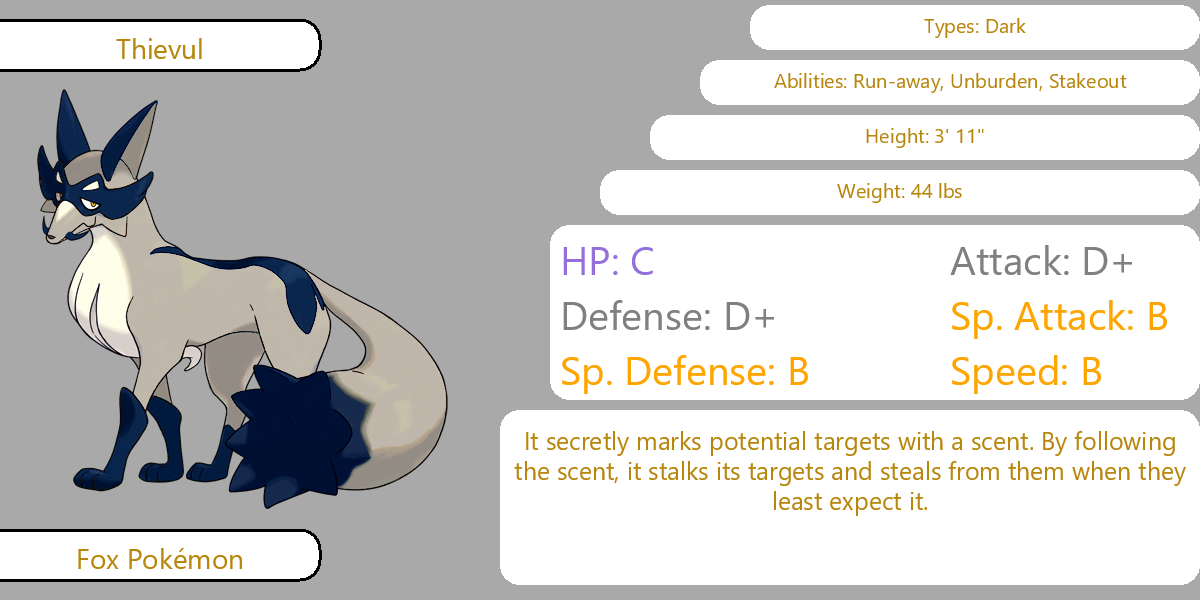 Thievul
Types: Dark
Abilities: Run-away, Unburden, Stakeout
Height: 3' 11"
Weight: 44 lbs
HP: C
Attack: D+
Defense: D+
Sp. Attack: B
Sp. Defense: B
Speed: B
It secretly marks potential targets with a scent. By following
the scent, it stalks its targets and steals from them when they
least expect it.
Fox Pokémon